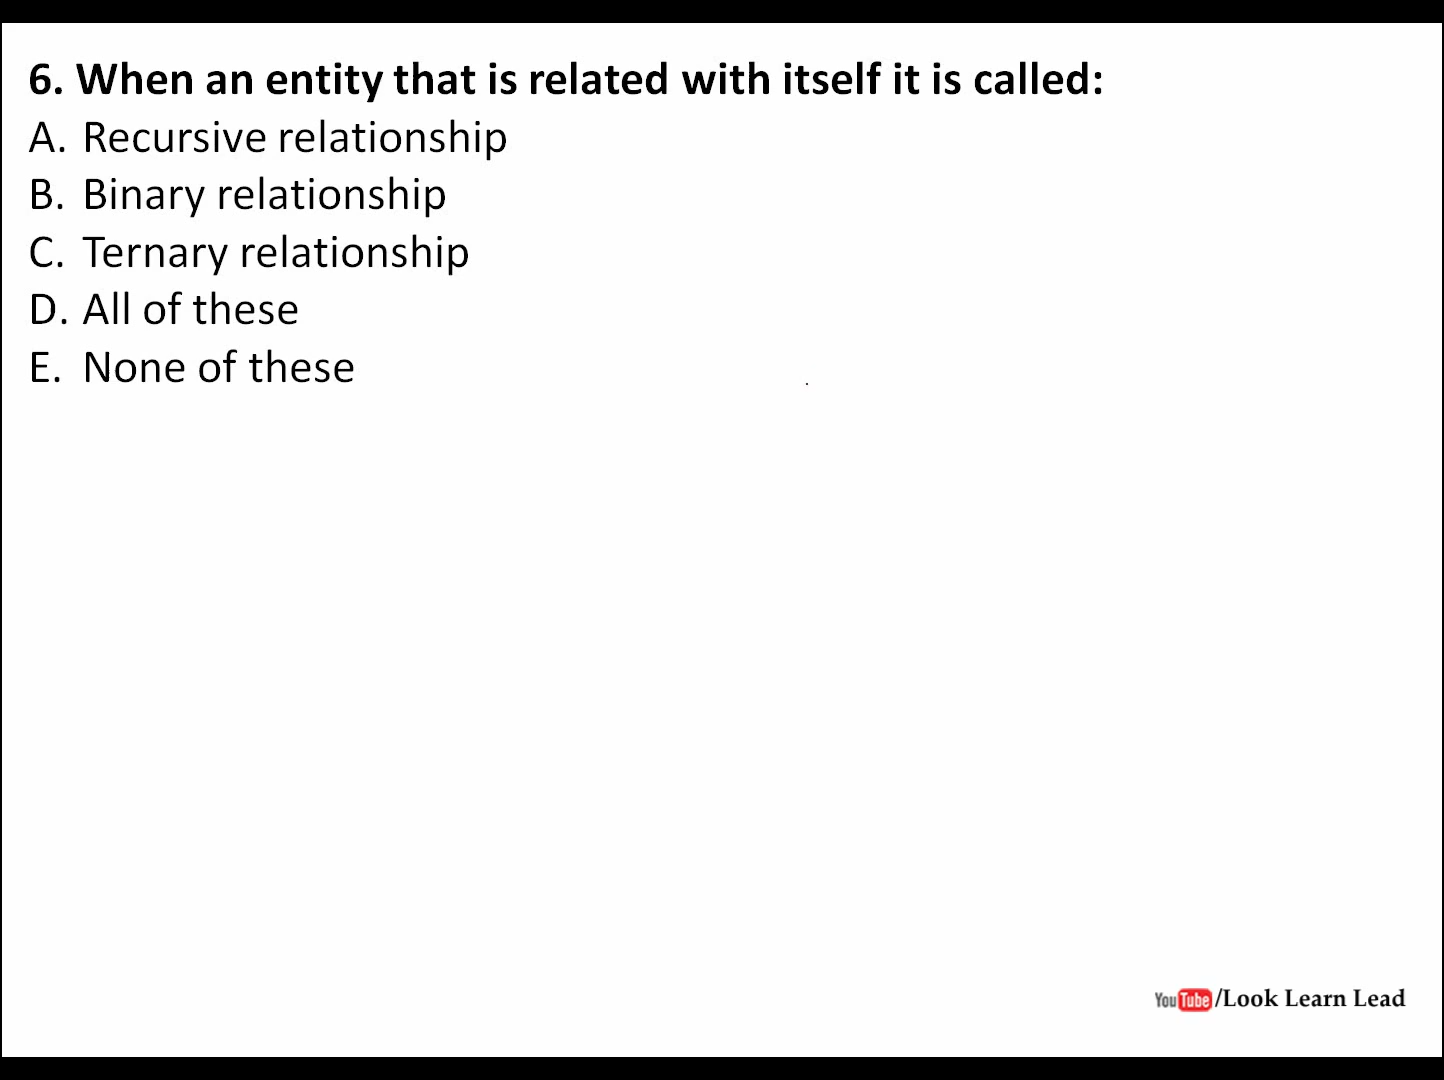 6. When an entity that is related with itself it is called:
A. Recursive relationship
B. Binary relationship
C. Ternary relationship
D. All of these
E. None of these
YouTube/Look Learn Lead